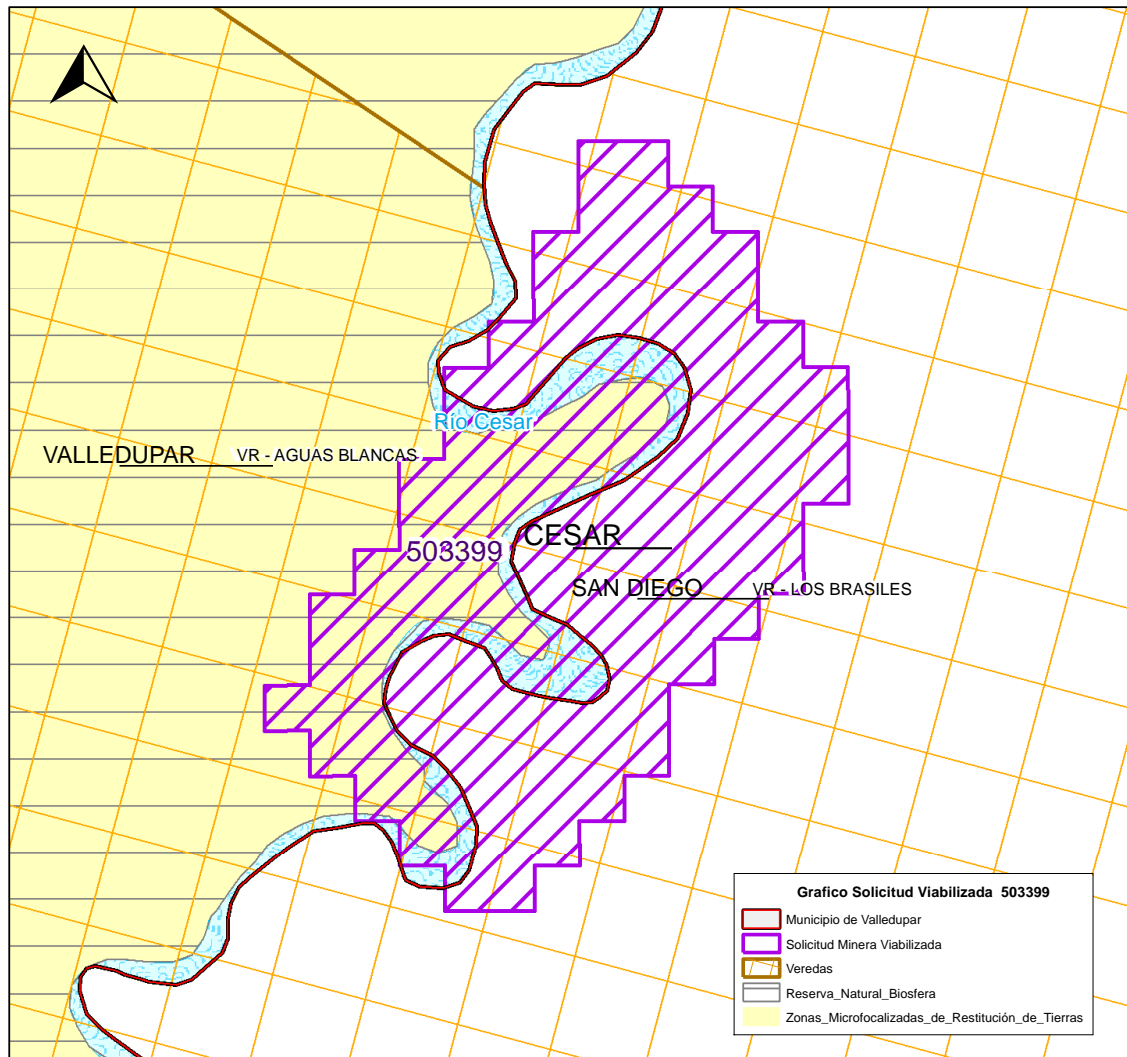 Río Cesar
VALLEDUPAR
VR - AGUAS BLANCAS
CESAR
503399
SAN DIEGO
VR - LOS BRASILES
Grafico Solicitud Viabilizada 503399
Municipio de Valledupar
Solicitud Minera Viabilizada
Veredas
Reserva_Natural_Biosfera
Zonas_Microfocalizadas_de_Restitución_de_Tierras